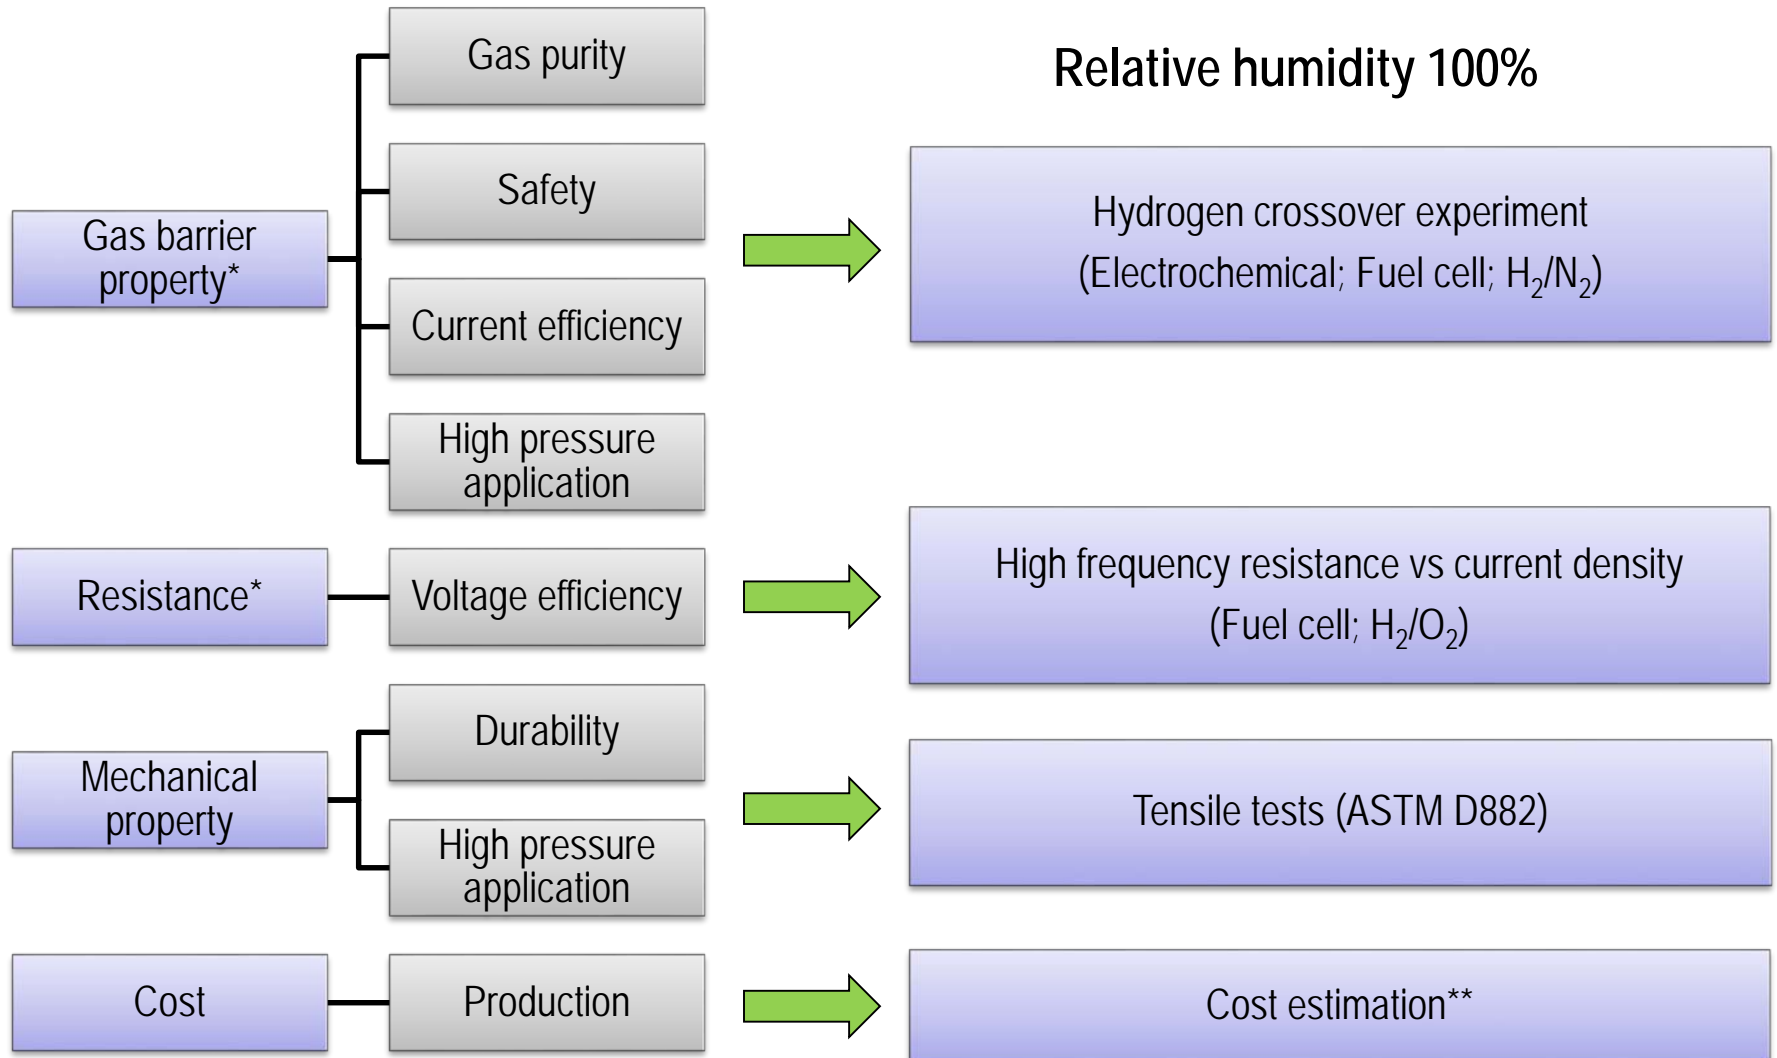 Gas purity
Relative humidity 100%
Safety
Hydrogen crossover experiment
(Electrochemical; Fuel cell; H₂/N₂)
Gas barrier
property*
Current efficiency
High pressure
application
Resistance*
Voltage efficiency
High frequency resistance vs current density
(Fuel cell; H₂/O₂)
Durability
Mechanical
property
High pressure
application
Tensile tests (ASTM D882)
Cost
Production
Cost estimation**